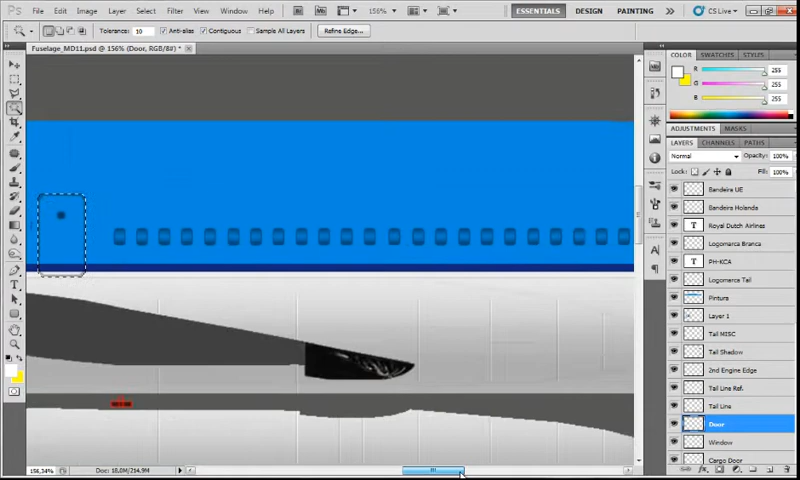 File Edit Image Layer Select Filter Analysis 3D View Window Help
156% ESSENTIALS DESIGN PAINTING >> CS Live
Tolerance: 10 Anti-alias Contiguous Sample All Layers Refine Edge...
Fuselage_MD11.psd @ 156% (Door, RGB/8#) *
COLOR SWATCHES STYLES
R 255
G 255
B 255
ADJUSTMENTS MASKS
LAYERS CHANNELS PATHS
Normal Opacity: 100%
Lock: Fill: 100%
Bandeira UE
Bandeira Holanda
T Royal Dutch Airlines
Logomarca Branca
T PH-KCA
Logomarca Tail
Pintura
Layer 1
Tail MISC
Tail Shadow
2nd Engine Edge
Tail Line Ref.
Tail Line
Door
Window
Cargo Door
156,34% Doc: 18,0M/214,9M